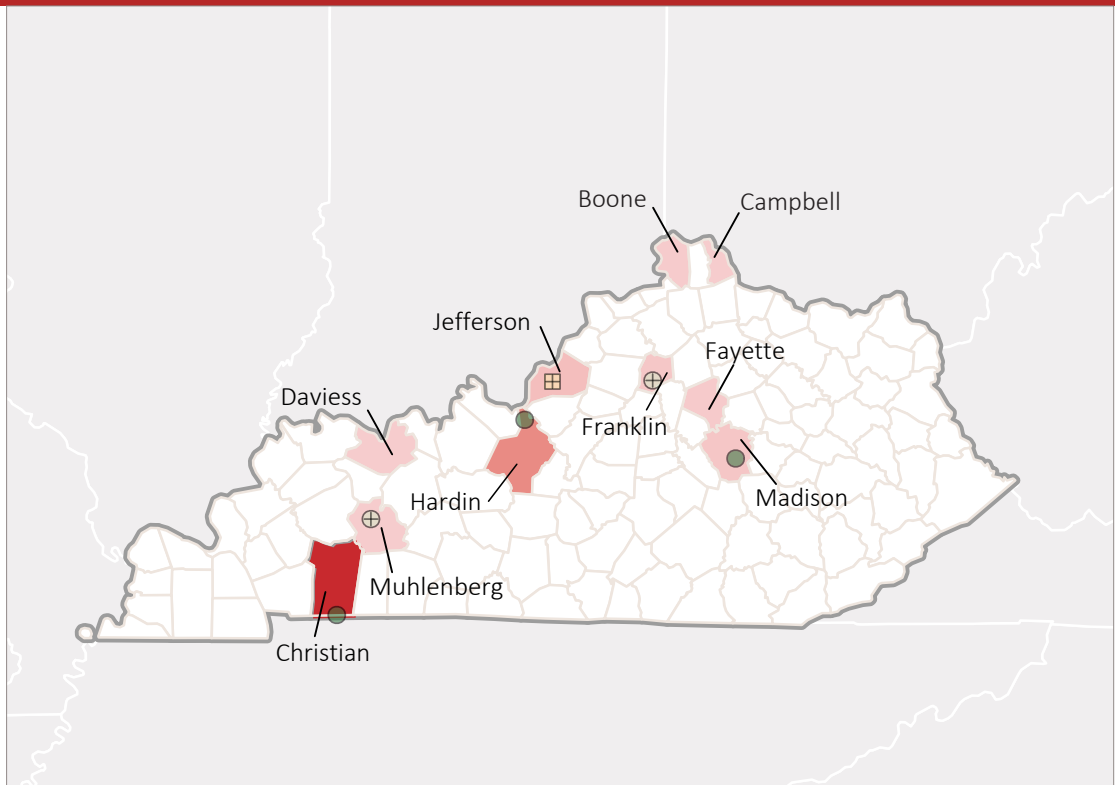 Boone
Campbell
Jefferson
Fayette
Daviess
Franklin
Hardin
Madison
Muhlenberg
Christian